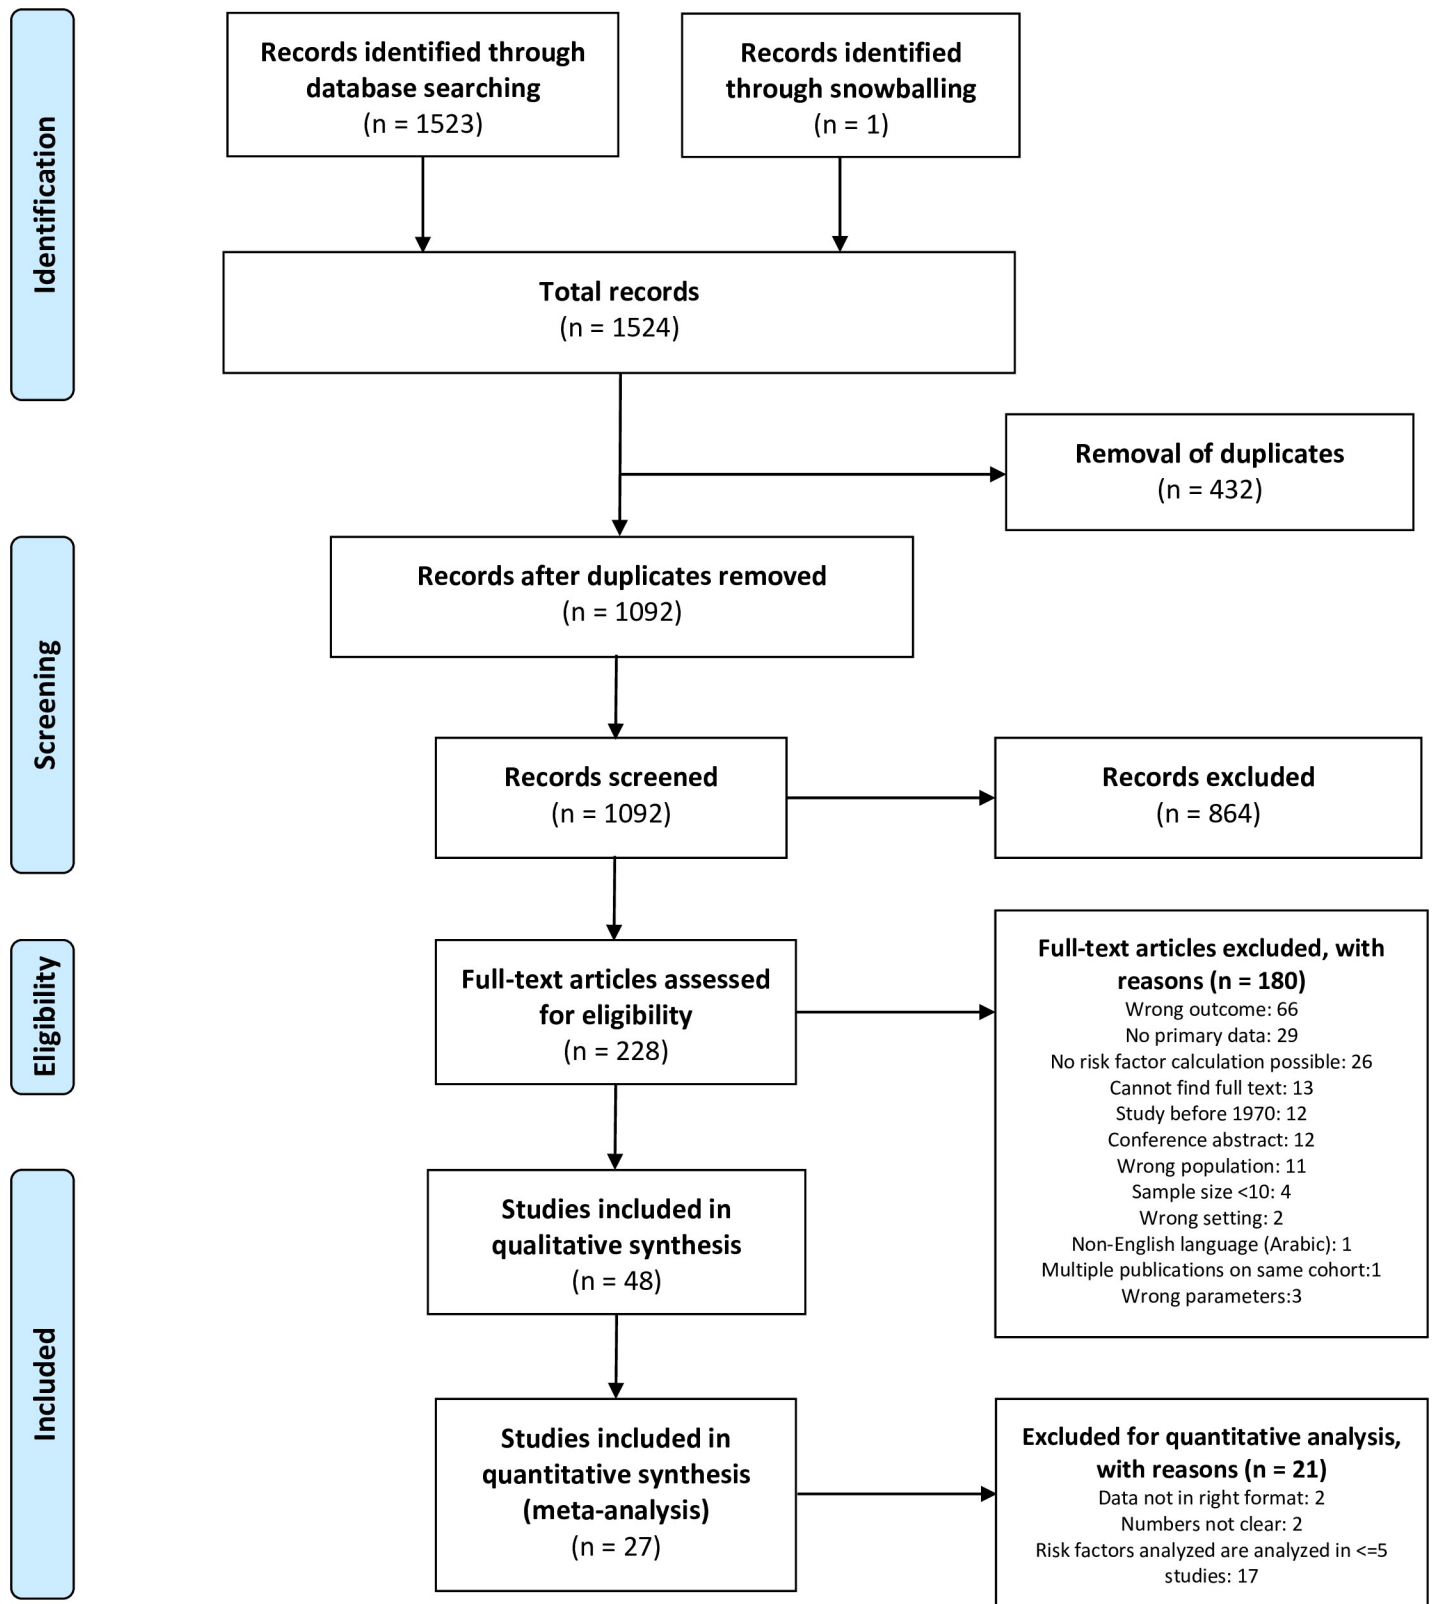 Identification
Records identified through
database searching
(n = 1523)
Records identified
through snowballing
(n = 1)
Total records
(n = 1524)
Removal of duplicates
(n = 432)
Screening
Records after duplicates removed
(n = 1092)
Records screened
(n = 1092)
Records excluded
(n = 864)
Eligibility
Full-text articles assessed
for eligibility
(n = 228)
Full-text articles excluded, with
reasons (n = 180)
Wrong outcome: 66
No primary data: 29
No risk factor calculation possible: 26
Cannot find full text: 13
Study before 1970: 12
Conference abstract: 12
Wrong population: 11
Sample size <10: 4
Wrong setting: 2
Non-English language (Arabic): 1
Multiple publications on same cohort:1
Wrong parameters:3
Included
Studies included in
qualitative synthesis
(n = 48)
Studies included in
quantitative synthesis
(meta-analysis)
(n = 27)
Excluded for quantitative analysis,
with reasons (n = 21)
Data not in right format: 2
Numbers not clear: 2
Risk factors analyzed are analyzed in <=5
studies: 17